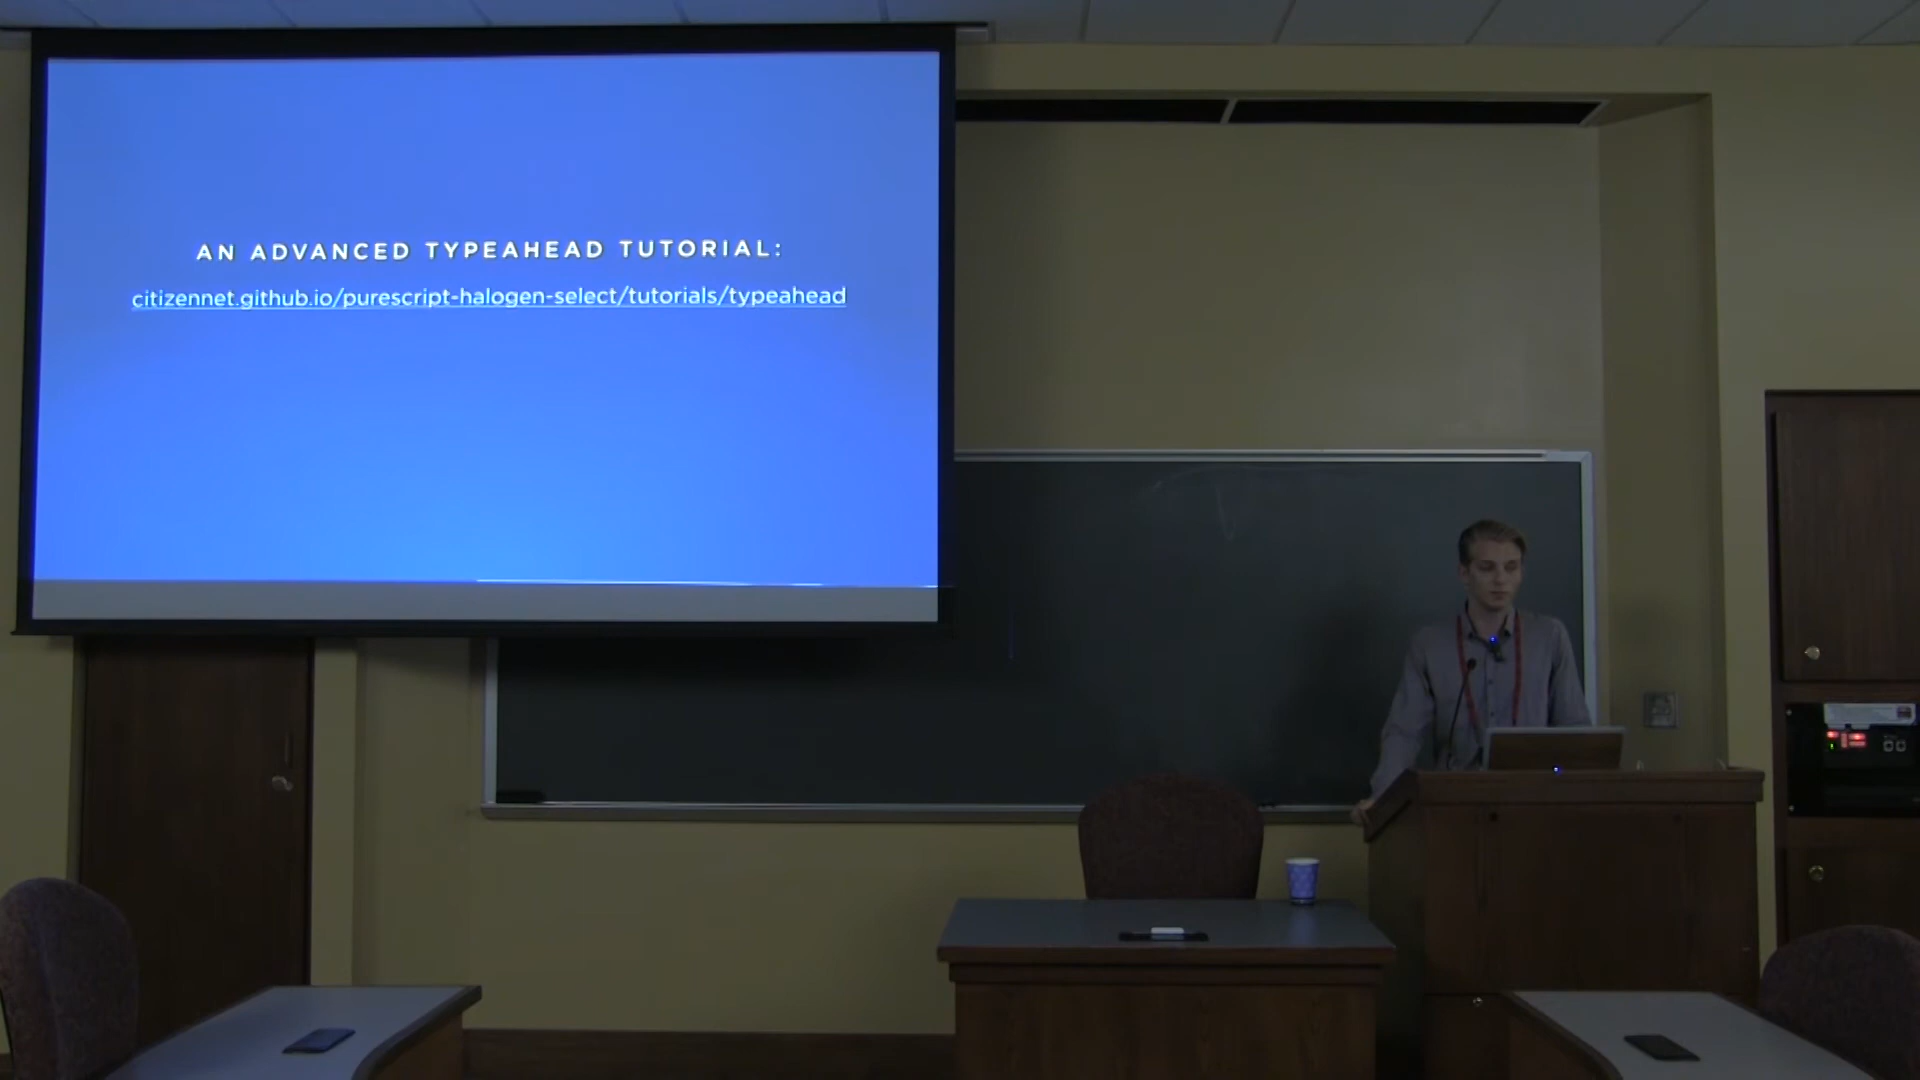 AN ADVANCED TYPEAHEAD TUTORIAL:
citizennet.github.io/purescript-halogen-select/tutorials/typeahead